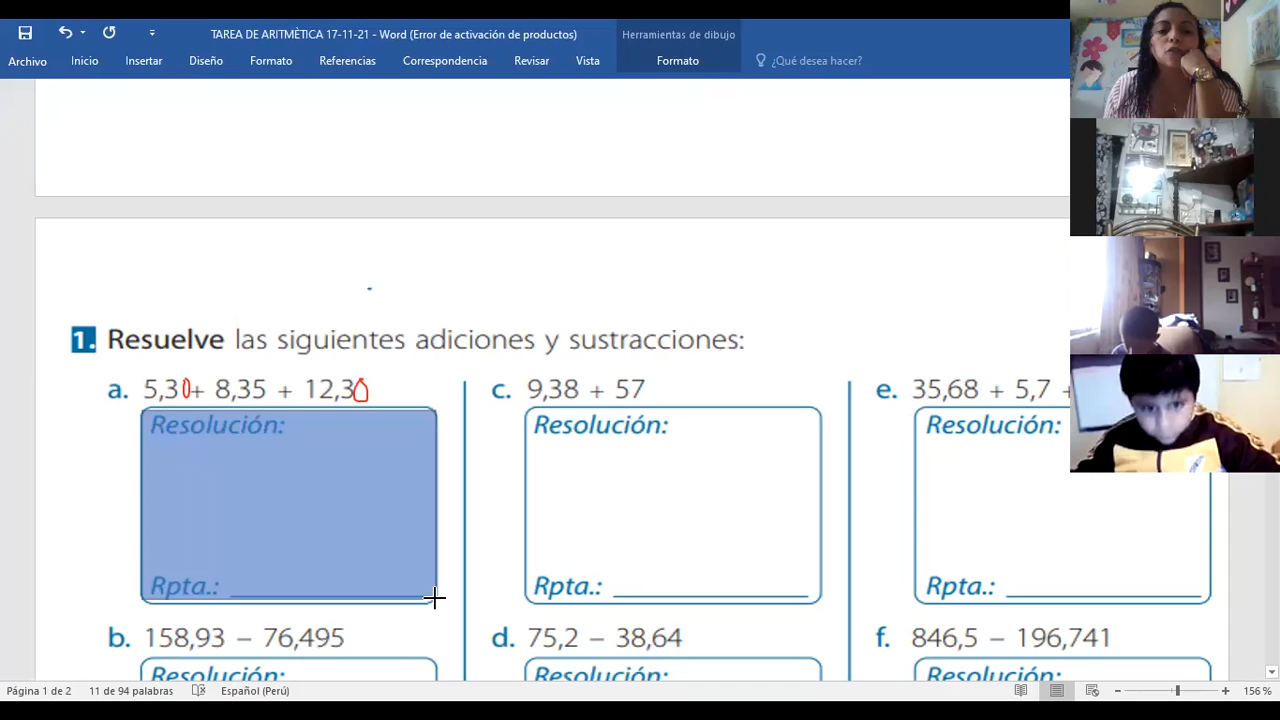 TAREA DE ARITMÈTICA 17-11-21 - Word (Error de activación de productos)
Herramientas de dibujo
Archivo Inicio Insertar Diseño Formato Referencias Correspondencia Revisar Vista Formato ¿Qué desea hacer?
1. Resuelve las siguientes adiciones y sustracciones:
a. 5,30+ 8,35 + 12,30
Resolución:
Rpta.:
b. 158,93 – 76,495
Resolución:
c. 9,38 + 57
Resolución:
Rpta.:
d. 75,2 – 38,64
Resolución:
e. 35,68 + 5,7 +
Resolución:
Rpta.:
f. 846,5 – 196,741
Resolución:
Página 1 de 2 11 de 94 palabras Español (Perú) 156 %